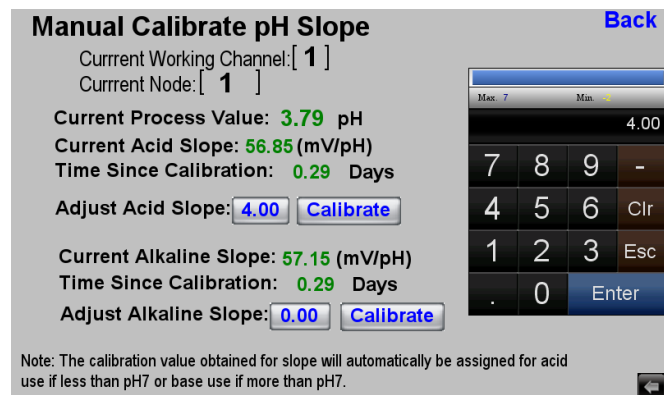 Manual Calibrate pH Slope
Back
Currrent Working Channel:[ 1 ]
Currrent Node:[ 1 ]
Current Process Value: 3.79 pH
Current Acid Slope: 56.85 (mV/pH)
Time Since Calibration: 0.29 Days
Adjust Acid Slope: 4.00 Calibrate
Current Alkaline Slope: 57.15 (mV/pH)
Time Since Calibration: 0.29 Days
Adjust Alkaline Slope: 0.00 Calibrate
Max. 7 Min. -2
4.00
7 8 9 -
4 5 6 Clr
1 2 3 Esc
. 0 Enter
Note: The calibration value obtained for slope will automatically be assigned for acid
use if less than pH7 or base use if more than pH7.